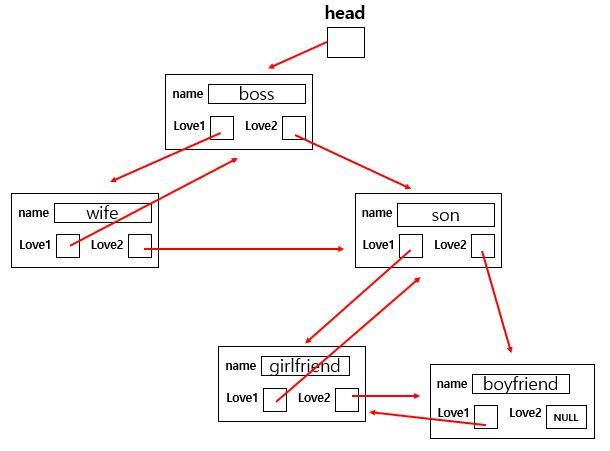 head
name boss
Love1 Love2
name wife
Love1 Love2
name son
Love1 Love2
name girlfriend
Love1 Love2
name boyfriend
Love1 Love2 NULL